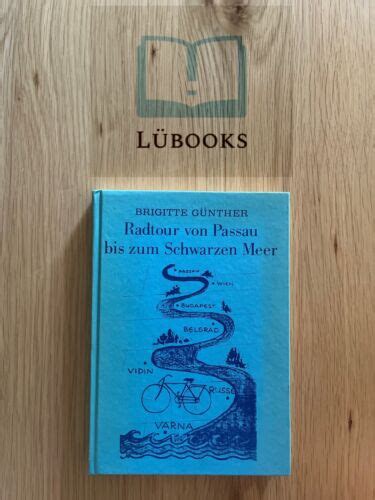 LÜBOOKS
BRIGITTE GÜNTHER
Radtour von Passau
bis zum Schwarzen Meer
PASSAU
WIEN
BUDAPEST
BELGRAD
VIDIN
RUSSE
VARNA